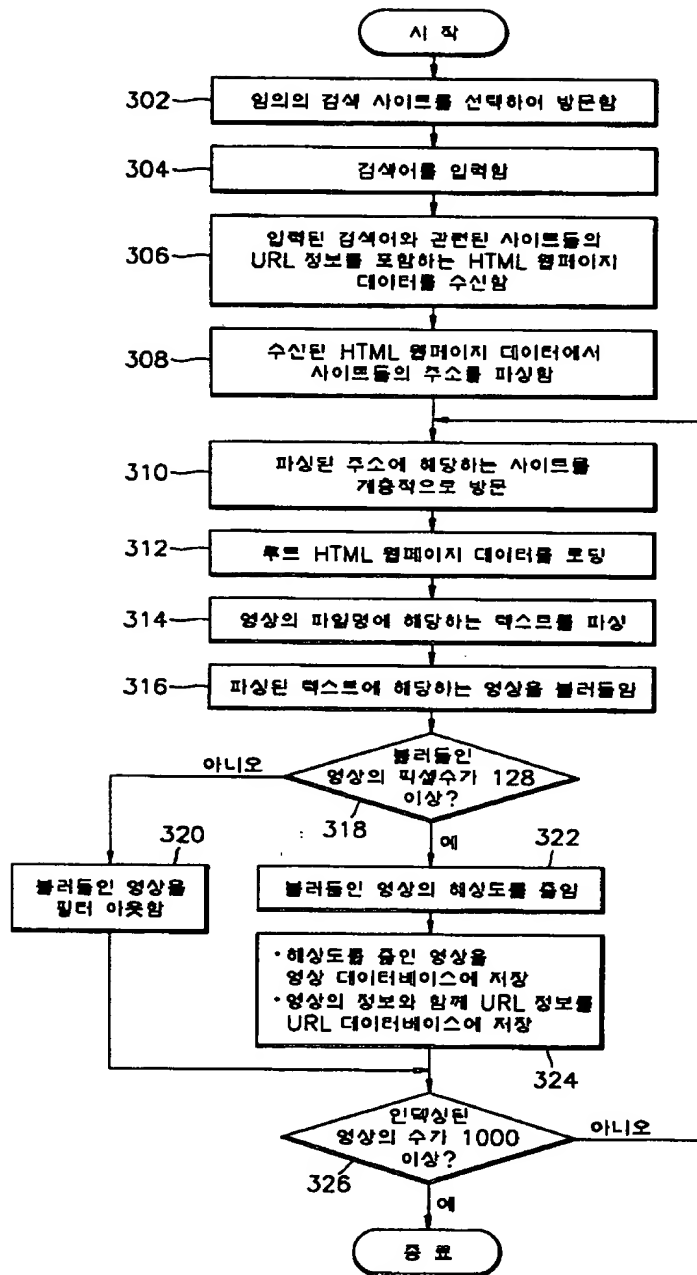 시 작
302
임의의 검색 사이트를 선택하여 방문함
304
검색어를 입력함
306
입력된 검색어와 관련된 사이트들의
URL 정보를 포함하는 HTML 웹페이지
데이터를 수신함
308
수신된 HTML 웹페이지 데이터에서
사이트들의 주소를 파싱함
310
파싱된 주소에 해당하는 사이트를
계층적으로 방문
312
루트 HTML 웹페이지 데이터를 로딩
314
영상의 파일명에 해당하는 텍스트를 파싱
316
파싱된 텍스트에 해당하는 영상을 불러들임
불러들인
영상의 픽셀수가 128
이상?
아니오
318
예
320
불러들인 영상을
필터 아웃함
322
불러들인 영상의 해상도를 줄임
· 해상도를 줄인 영상을
영상 데이터베이스에 저장
· 영상의 정보와 함께 URL 정보를
URL 데이터베이스에 저장
324
인덱싱된
영상의 수가 1000
이상?
아니오
326
예
종 료